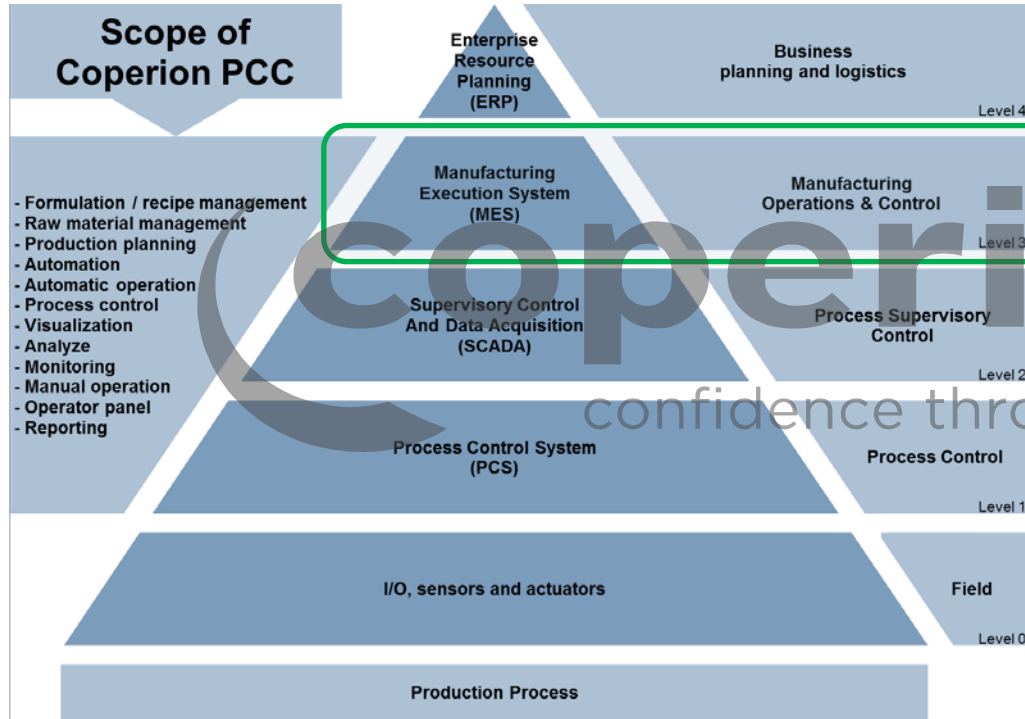 Scope of
Coperion PCC
Enterprise
Resource
Planning
(ERP)
Business
planning and logistics
Level 4
- Formulation / recipe management
- Raw material management
- Production planning
- Automation
- Automatic operation
- Process control
- Visualization
- Analyze
- Monitoring
- Manual operation
- Operator panel
- Reporting
Manufacturing
Execution System
(MES)
Manufacturing
Operations & Control
Level 3
Supervisory Control
And Data Acquisition
(SCADA)
Process Supervisory
Control
Level 2
Process Control System
(PCS)
Process Control
Level 1
I/O, sensors and actuators
Field
Level 0
Production Process
coperi
confidence thro